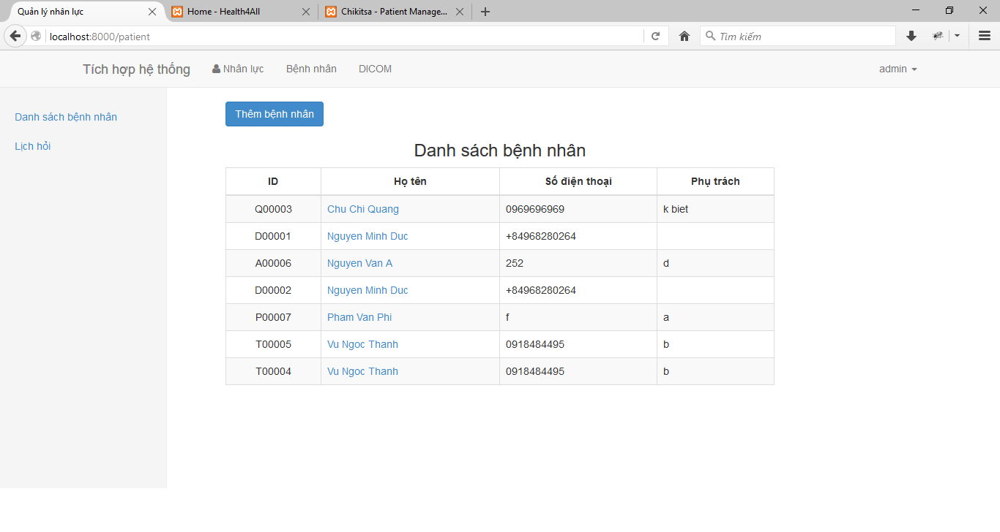 Quản lý nhân lực Home - Health4All Chikitsa - Patient Manage...
localhost:8000/patient Tìm kiếm
Tích hợp hệ thống Nhân lực Bệnh nhân DICOM admin
Danh sách bệnh nhân
Lịch hỏi
Thêm bệnh nhân
Danh sách bệnh nhân
ID Họ tên Số điện thoại Phụ trách
Q00003 Chu Chi Quang 0969696969 k biet
D00001 Nguyen Minh Duc +84968280264
A00006 Nguyen Van A 252 d
D00002 Nguyen Minh Duc +84968280264
P00007 Pham Van Phi f a
T00005 Vu Ngoc Thanh 0918484495 b
T00004 Vu Ngoc Thanh 0918484495 b